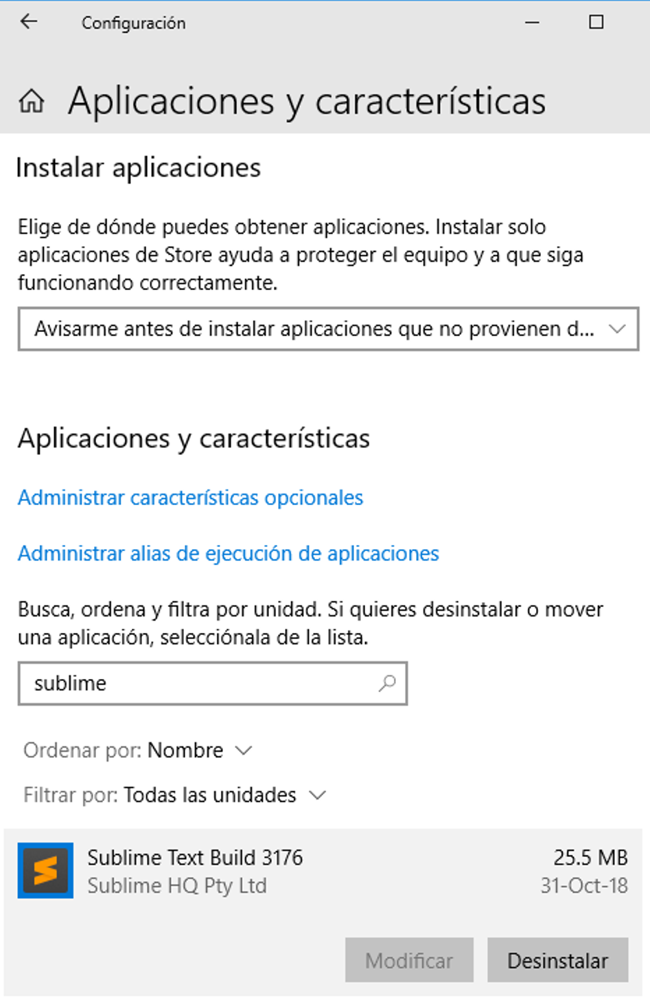 Configuración
Aplicaciones y características
Instalar aplicaciones
Elige de dónde puedes obtener aplicaciones. Instalar solo
aplicaciones de Store ayuda a proteger el equipo y a que siga
funcionando correctamente.
Avisarme antes de instalar aplicaciones que no provienen d...
Aplicaciones y características
Administrar características opcionales
Administrar alias de ejecución de aplicaciones
Busca, ordena y filtra por unidad. Si quieres desinstalar o mover
una aplicación, selecciónala de la lista.
sublime
Ordenar por: Nombre
Filtrar por: Todas las unidades
Sublime Text Build 3176 25.5 MB
Sublime HQ Pty Ltd 31-Oct-18
Modificar Desinstalar